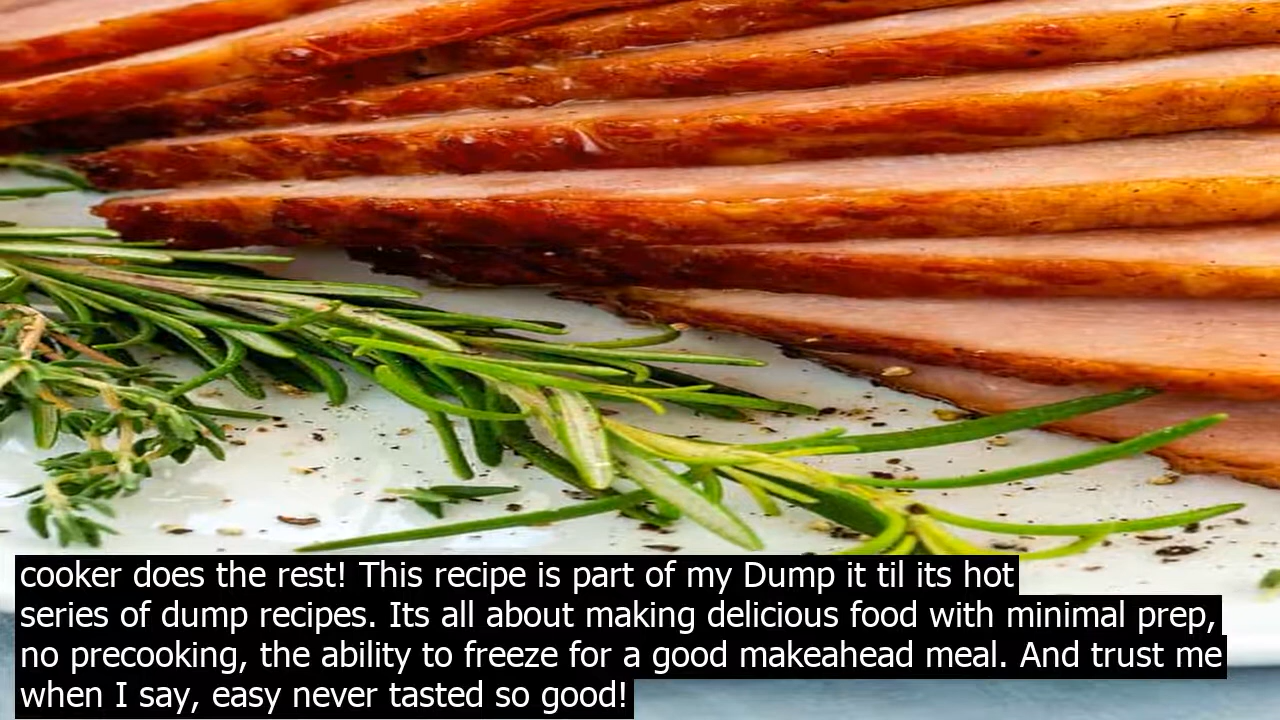 cooker does the rest! This recipe is part of my Dump it til its hot
series of dump recipes. Its all about making delicious food with minimal prep,
no precooking, the ability to freeze for a good makeahead meal. And trust me
when I say, easy never tasted so good!